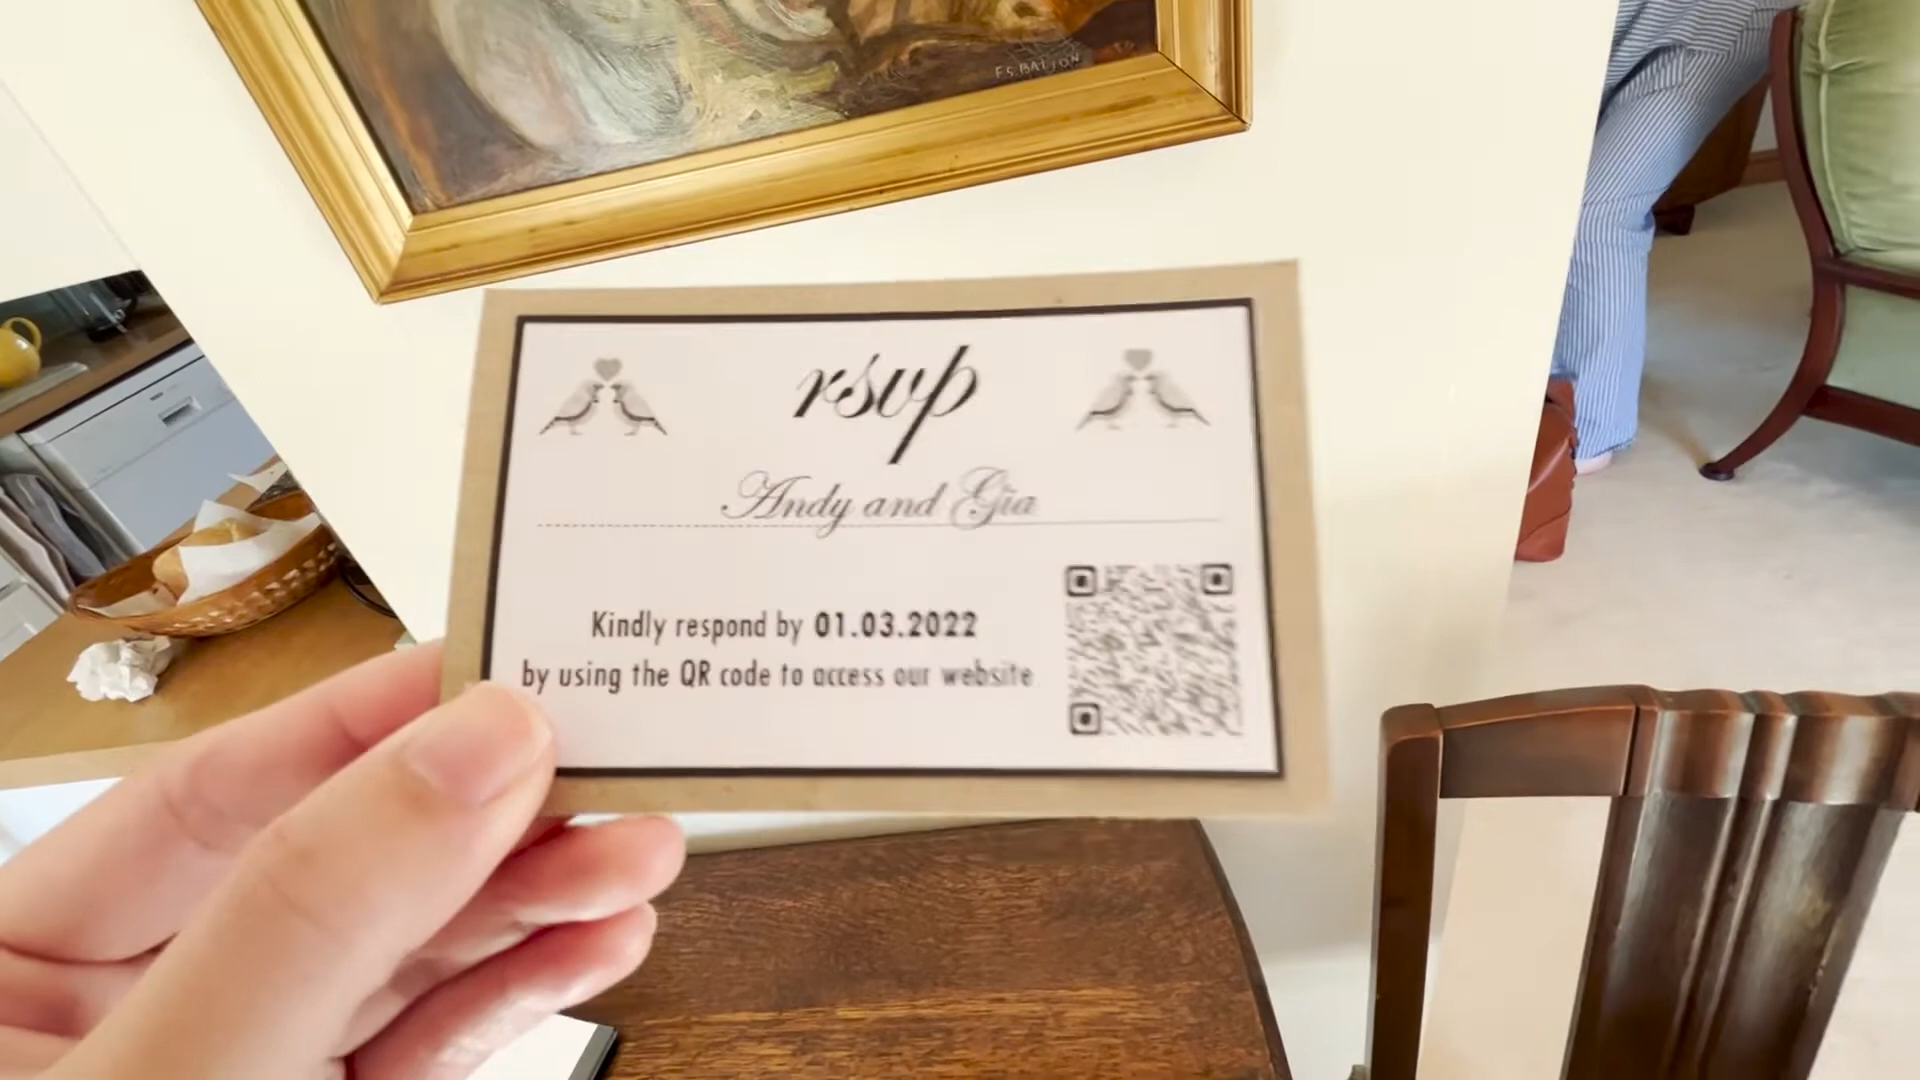 rsvp
Andy and Gia
Kindly respond by 01.03.2022
by using the QR code to access our website